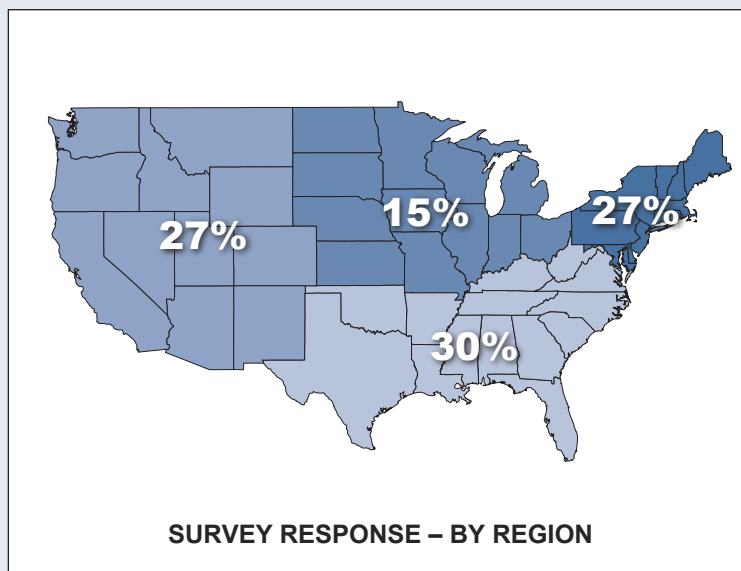 15%
27%
27%
30%
SURVEY RESPONSE – BY REGION